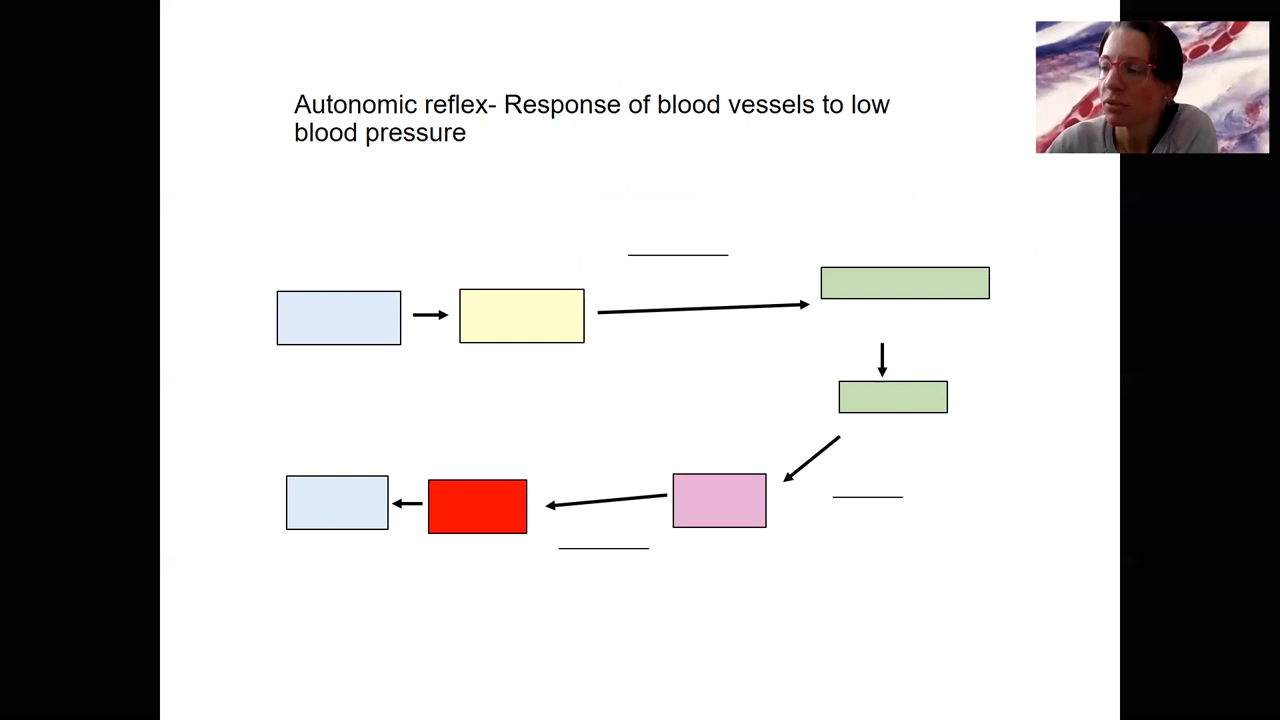 Autonomic reflex- Response of blood vessels to low
blood pressure